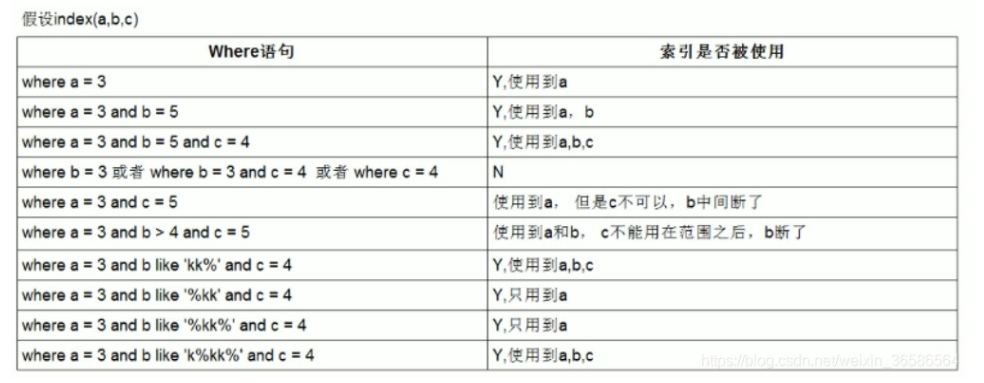 假设index(a,b,c)
Where语句 索引是否被使用
where a = 3 Y,使用到a
where a = 3 and b = 5 Y,使用到a，b
where a = 3 and b = 5 and c = 4 Y,使用到a,b,c
where b = 3 或者 where b = 3 and c = 4 或者 where c = 4 N
where a = 3 and c = 5 使用到a， 但是c不可以，b中间断了
where a = 3 and b > 4 and c = 5 使用到a和b， c不能用在范围之后，b断了
where a = 3 and b like 'kk%' and c = 4 Y,使用到a,b,c
where a = 3 and b like '%kk' and c = 4 Y,只用到a
where a = 3 and b like '%kk%' and c = 4 Y,只用到a
where a = 3 and b like 'k%kk%' and c = 4 Y,使用到a,b,c
https://blog.csdn.net/weixin_36586564